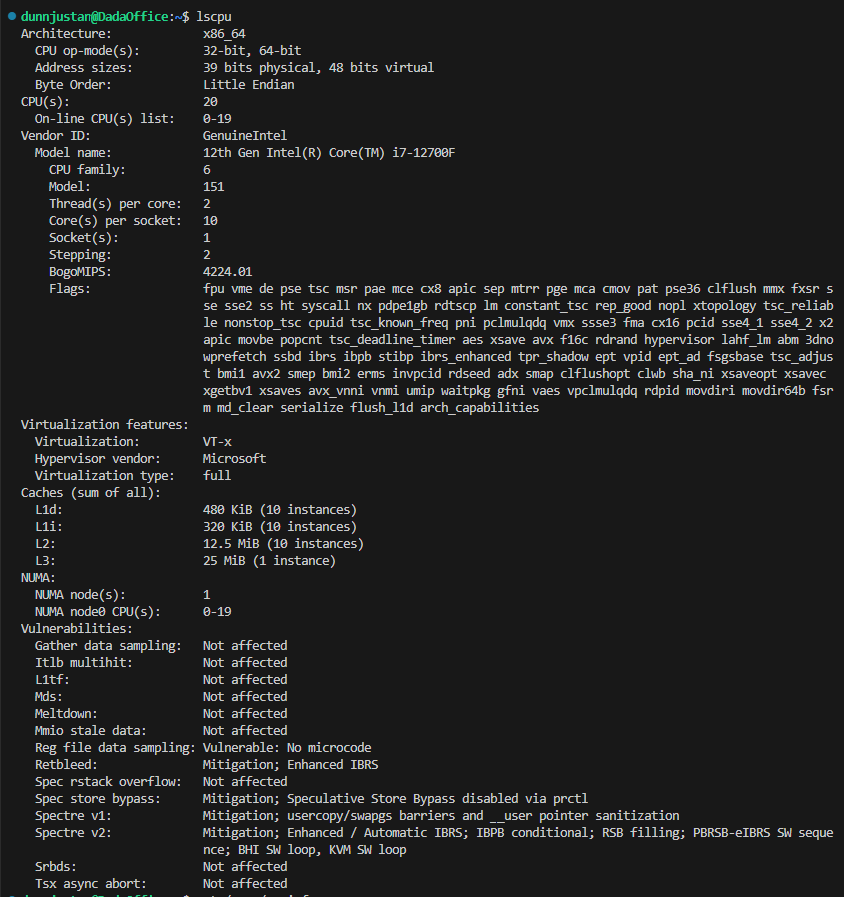 dunnjustan@DadaOffice:~$ lscpu
Architecture: x86_64
CPU op-mode(s): 32-bit, 64-bit
Address sizes: 39 bits physical, 48 bits virtual
Byte Order: Little Endian
CPU(s): 20
On-line CPU(s) list: 0-19
Vendor ID: GenuineIntel
Model name: 12th Gen Intel(R) Core(TM) i7-12700F
CPU family: 6
Model: 151
Thread(s) per core: 2
Core(s) per socket: 10
Socket(s): 1
Stepping: 2
BogoMIPS: 4224.01
Flags: fpu vme de pse tsc msr pae mce cx8 apic sep mtrr pge mca cmov pat pse36 clflush mmx fxsr s
se sse2 ss ht syscall nx pdpe1gb rdtscp lm constant_tsc rep_good nopl xtopology tsc_reliab
le nonstop_tsc cpuid tsc_known_freq pni pclmulqdq vmx ssse3 fma cx16 pcid sse4_1 sse4_2 x2
apic movbe popcnt tsc_deadline_timer aes xsave avx f16c rdrand hypervisor lahf_lm abm 3dno
wprefetch ssbd ibrs ibpb stibp ibrs_enhanced tpr_shadow ept vpid ept_ad fsgsbase tsc_adjus
t bmi1 avx2 smep bmi2 erms invpcid rdseed adx smap clflushopt clwb sha_ni xsaveopt xsavec
xgetbv1 xsaves avx_vnni vnmi umip waitpkg gfni vaes vpclmulqdq rdpid movdiri movdir64b fsr
m md_clear serialize flush_l1d arch_capabilities
Virtualization features:
Virtualization: VT-x
Hypervisor vendor: Microsoft
Virtualization type: full
Caches (sum of all):
L1d: 480 KiB (10 instances)
L1i: 320 KiB (10 instances)
L2: 12.5 MiB (10 instances)
L3: 25 MiB (1 instance)
NUMA:
NUMA node(s): 1
NUMA node0 CPU(s): 0-19
Vulnerabilities:
Gather data sampling: Not affected
Itlb multihit: Not affected
L1tf: Not affected
Mds: Not affected
Meltdown: Not affected
Mmio stale data: Not affected
Reg file data sampling: Vulnerable: No microcode
Retbleed: Mitigation; Enhanced IBRS
Spec rstack overflow: Not affected
Spec store bypass: Mitigation; Speculative Store Bypass disabled via prctl
Spectre v1: Mitigation; usercopy/swapgs barriers and __user pointer sanitization
Spectre v2: Mitigation; Enhanced / Automatic IBRS; IBPB conditional; RSB filling; PBRSB-eIBRS SW seque
nce; BHI SW loop, KVM SW loop
Srbds: Not affected
Tsx async abort: Not affected